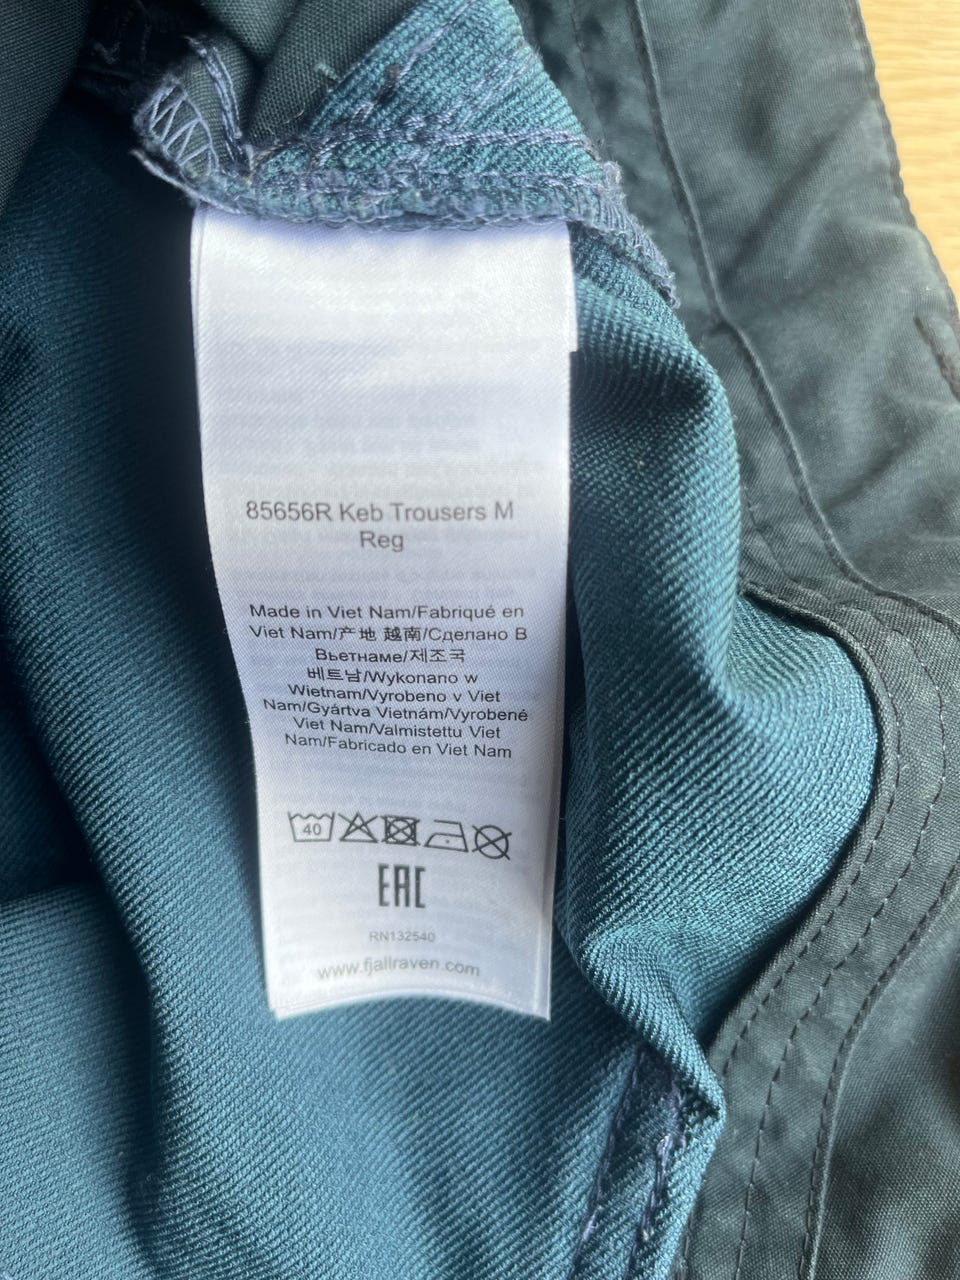 85656R Keb Trousers M
Reg
Made in Viet Nam/Fabriqué en
Viet Nam/产地 越南/Сделано В
Вьетнаме/제조국
베트남/Wykonano w
Wietnam/Vyrobeno v Viet
Nam/Gyártva Vietnám/Vyrobené
Viet Nam/Valmistettu Viet
Nam/Fabricado en Viet Nam
40
EAC
RN132540
www.fjallraven.com